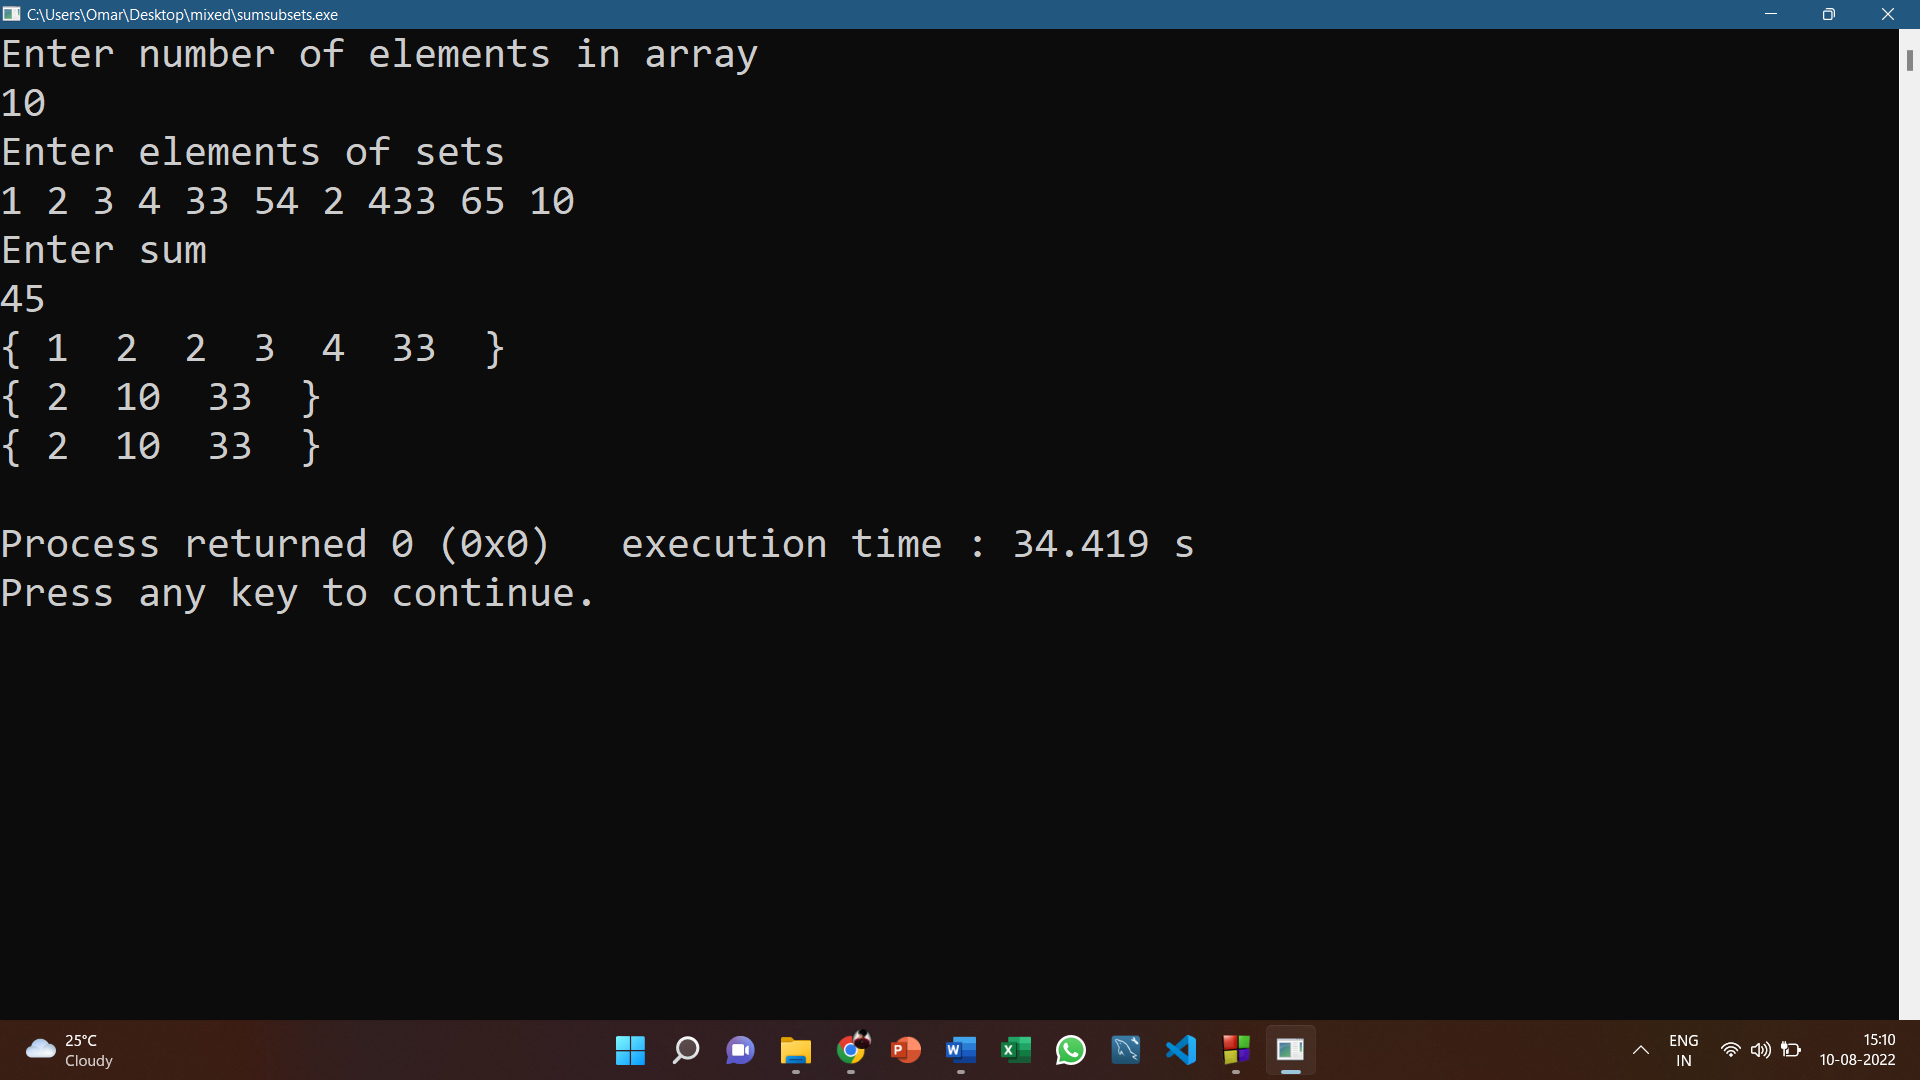 C:\Users\Omar\Desktop\mixed\sumsubsets.exe
Enter number of elements in array
10
Enter elements of sets
1 2 3 4 33 54 2 433 65 10
Enter sum
45
{ 1  2  2  3  4  33  }
{ 2  10  33  }
{ 2  10  33  }
Process returned 0 (0x0)   execution time : 34.419 s
Press any key to continue.
25°C
Cloudy
ENG
IN
15:10
10-08-2022